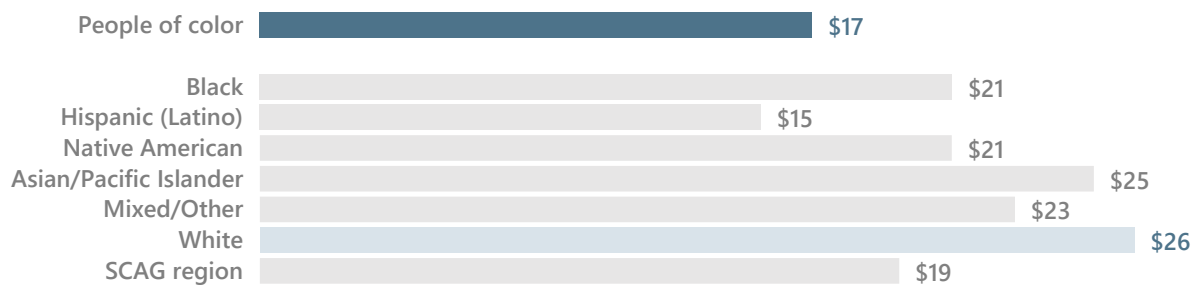 People of color $17
Black $21
Hispanic (Latino) $15
Native American $21
Asian/Pacific Islander $25
Mixed/Other $23
White $26
SCAG region $19